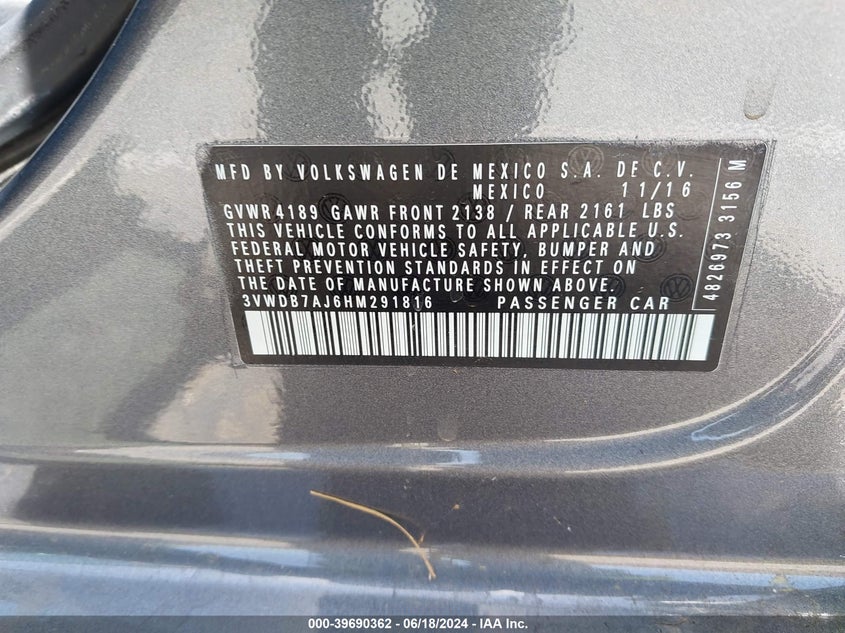 MFD BY VOLKSWAGEN DE MEXICO S.A. DE C.V.
MEXICO 11/16
GVWR 4189 GAWR FRONT 2138 / REAR 2161 LBS
THIS VEHICLE CONFORMS TO ALL APPLICABLE U.S.
FEDERAL MOTOR VEHICLE SAFETY, BUMPER AND
THEFT PREVENTION STANDARDS IN EFFECT ON
THE DATE OF MANUFACTURE SHOWN ABOVE.
3VWDB7AJ6HM291816 PASSENGER CAR
4826973 3156 M
000-39690362 - 06/18/2024 - IAA Inc.